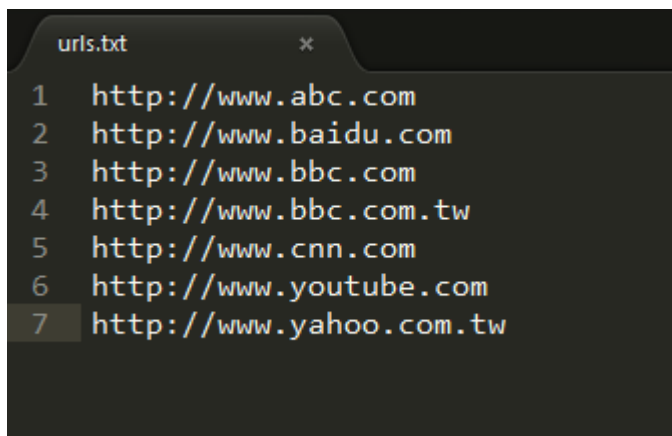 urls.txt ×
1 http://www.abc.com
2 http://www.baidu.com
3 http://www.bbc.com
4 http://www.bbc.com.tw
5 http://www.cnn.com
6 http://www.youtube.com
7 http://www.yahoo.com.tw